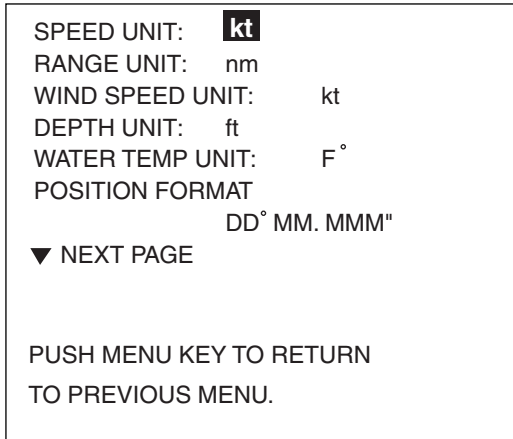 SPEED UNIT: kt
RANGE UNIT: nm
WIND SPEED UNIT: kt
DEPTH UNIT: ft
WATER TEMP UNIT: F°
POSITION FORMAT
DD° MM. MMM"
▼ NEXT PAGE
PUSH MENU KEY TO RETURN
TO PREVIOUS MENU.